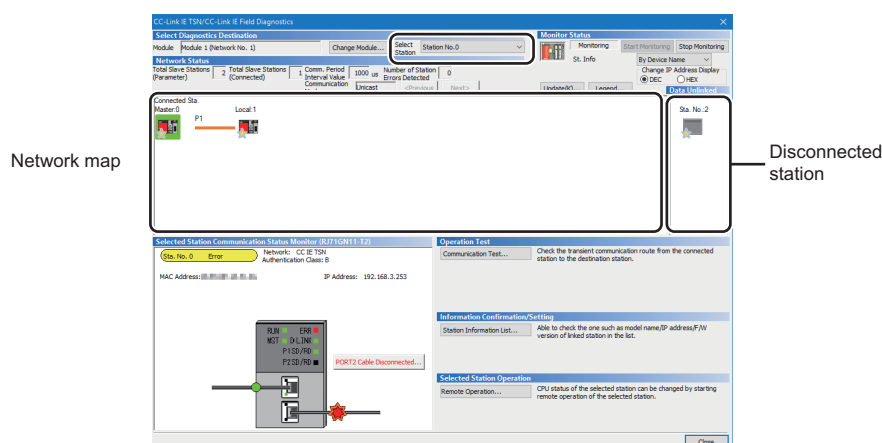 CC-Link IE TSN/CC-Link IE Field Diagnostics
Select Diagnostics Destination
Monitor Status
Module Module 1 (Network No. 1) Change Module... Select Station Station No.0
Monitoring Start Monitoring Stop Monitoring
Network Status
St. Info By Device Name
Total Slave Stations (Parameter) 2 Total Slave Stations (Connected) 1 Comm. Period Interval Value 1000 us Number of Station Errors Detected 0
Change IP Address Display
DEC HEX
Communication Unicast <Previous Next>
Legend...
Data Unlinked
Connected Sta.
Master:0 Local:1
P1
Sta. No.:2
Network map
Disconnected station
Selected Station Communication Status Monitor (RJ71GN11-T2)
Sta. No. 0 Error
Network: CC IE TSN
Authentication Class: B
MAC Address:
IP Address: 192.168.3.253
RUN ERR
MST D LINK
P1 SD/RD
P2 SD/RD
PORT2 Cable Disconnected...
Operation Test
Communication Test...
Check the transient communication route from the connected
station to the destination station.
Information Confirmation/Setting
Station Information List...
Able to check the one such as model name/IP address/F/W
version of linked station in the list.
Selected Station Operation
Remote Operation...
CPU status of the selected station can be changed by starting
remote operation of the selected station.
Close